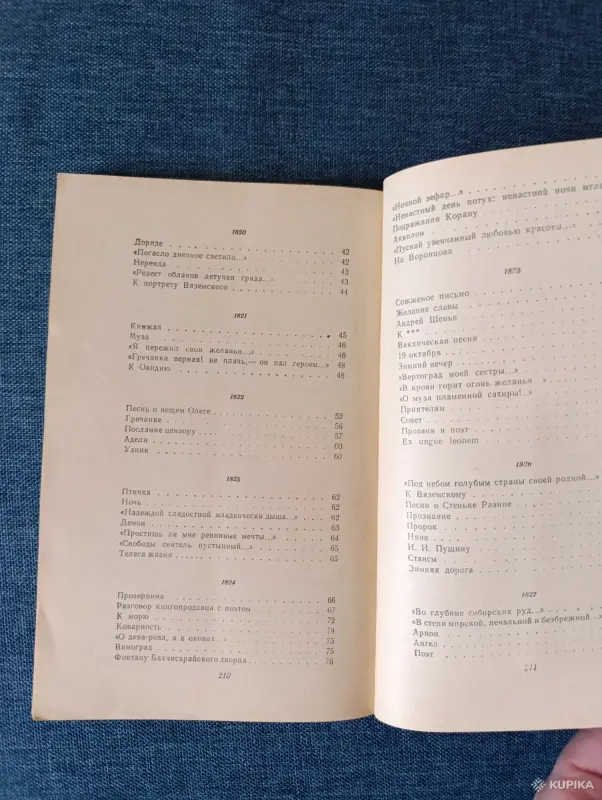 1820
Дориде 42
«Погасло дневное светило...» 42
Нереида 43
«Редеет облаков летучая гряда...» 43
К портрету Вяземского 44
1821
Кинжал 45
Муза 46
«Я пережил свои желанья...» 46
«Гречанка верная! не плачь,— он пал героем...» 48
К Овидию 48
1822
Песнь о вещем Олеге 52
Гречанке 56
Послание цензору 57
Адели 60
Узник 60
1823
Птичка 62
Ночь 62
«Надеждой сладостной младенчески дыша...» 62
Демон 63
«Простишь ли мне ревнивые мечты...» 64
«Свободы сеятель пустынный...» 65
Телега жизни 65
1824
Прозерпина 66
Разговор книгопродавца с поэтом 67
К морю 72
Коварность 74
«О дева-роза, я в оковах...» 75
Виноград 75
Фонтану Бахчисарайского дворца 76
210
«Ночной зефир...»
«Ненастный день потух; ненастной ночи мгла
Подражания Корану
Аквилон
«Пускай увенчанный любовью красоты...»
На Воронцова
1825
Сожженное письмо
Желание славы
Андрей Шенье
К ***
Вакхическая песня
19 октября
Зимний вечер
«Вертоград моей сестры...»
«В крови горит огонь желанья
«О муза пламенной сатиры!..»
Приятелям
Совет
Прозаик и поэт
Ex ungue leonem
1826
«Под небом голубым страны своей родной...»
К Вяземскому
Песни о Стеньке Разине
Признание
Пророк
Няне
И. И. Пущину
Стансы
Зимняя дорога
1827
«Во глубине сибирских руд...»
«В степи мирской, печальной и безбрежной...»
Арион
Ангел
Поэт
211
KUPIKA
KUPIKA